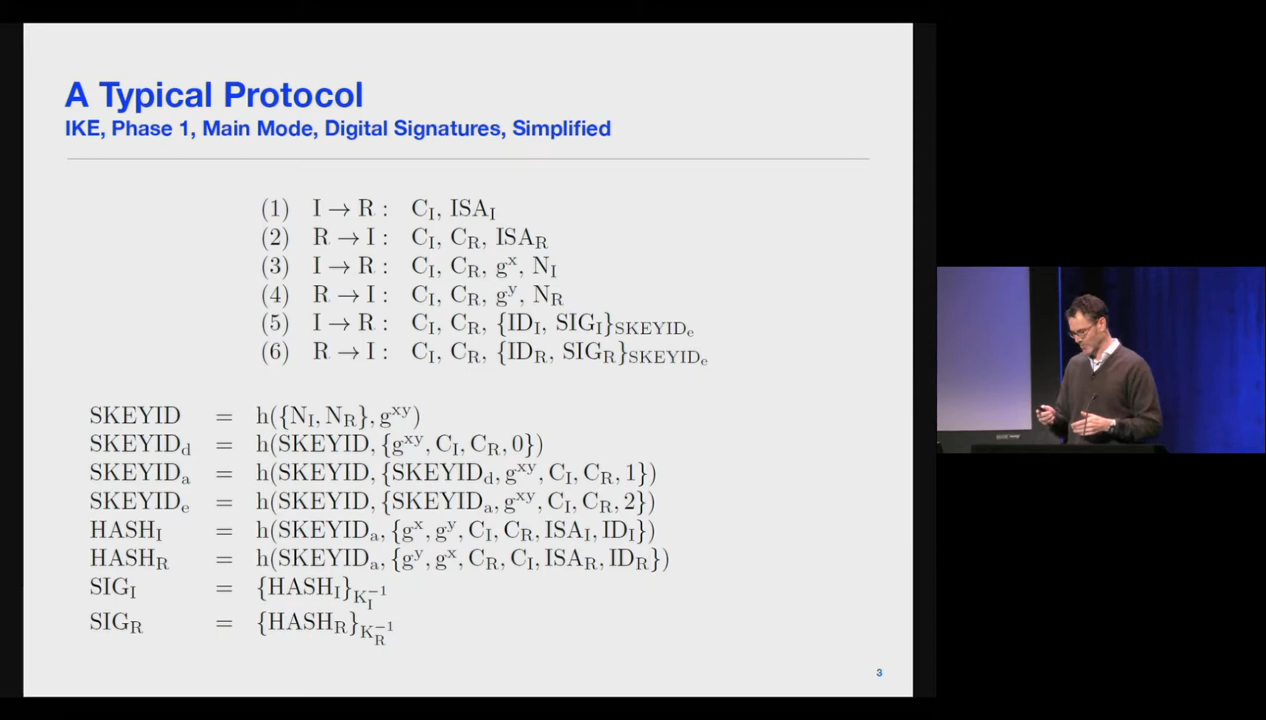 A Typical Protocol
IKE, Phase 1, Main Mode, Digital Signatures, Simplified
(1) I → R : C_I, ISA_I
(2) R → I : C_I, C_R, ISA_R
(3) I → R : C_I, C_R, g^x, N_I
(4) R → I : C_I, C_R, g^y, N_R
(5) I → R : C_I, C_R, {ID_I, SIG_I}_SKEYID_e
(6) R → I : C_I, C_R, {ID_R, SIG_R}_SKEYID_e
SKEYID = h({N_I, N_R}, g^xy)
SKEYID_d = h(SKEYID, {g^xy, C_I, C_R, 0})
SKEYID_a = h(SKEYID, {SKEYID_d, g^xy, C_I, C_R, 1})
SKEYID_e = h(SKEYID, {SKEYID_a, g^xy, C_I, C_R, 2})
HASH_I = h(SKEYID_a, {g^x, g^y, C_I, C_R, ISA_I, ID_I})
HASH_R = h(SKEYID_a, {g^y, g^x, C_R, C_I, ISA_R, ID_R})
SIG_I = {HASH_I}_K_I^−1
SIG_R = {HASH_R}_K_R^−1
3